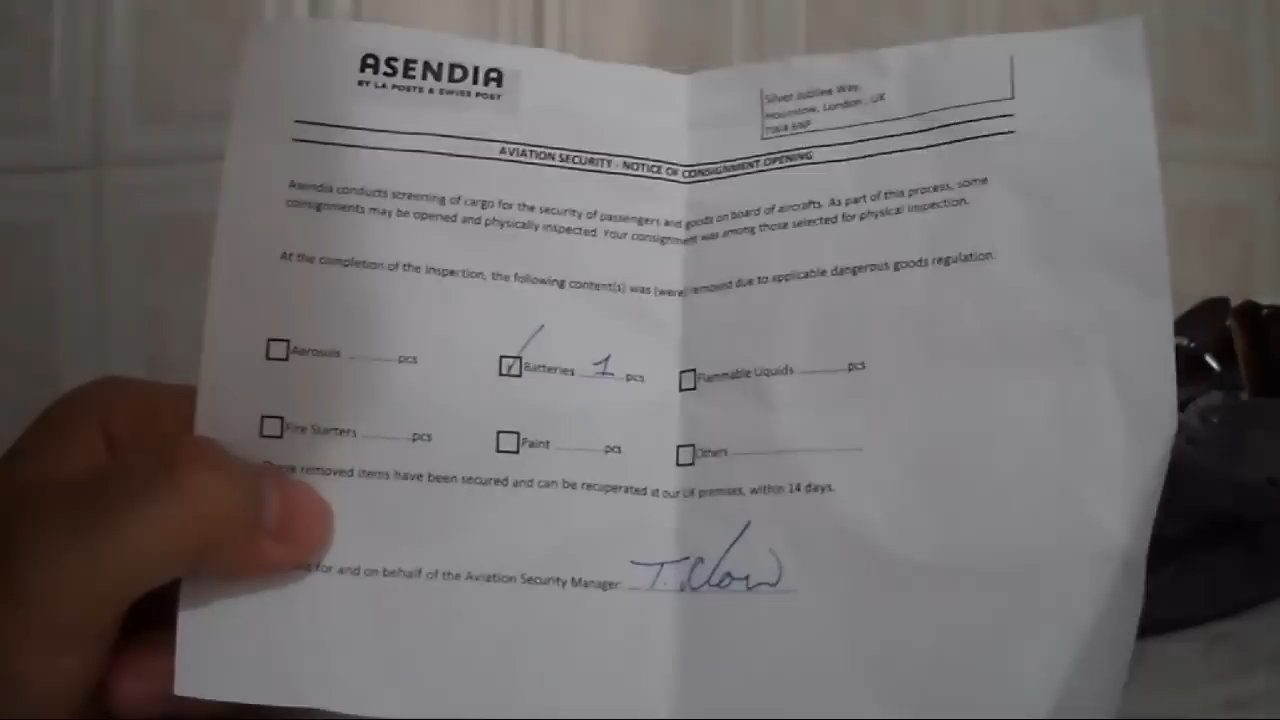 ASENDIA
BY LA POSTE & SWISS POST
Silver Jubilee Way
Hounslow, London, UK
TW4 6NF
AVIATION SECURITY - NOTICE OF CONSIGNMENT OPENING
Asendia conducts screening of cargo for the security of passengers and goods on board of aircrafts. As part of this process, some
consignments may be opened and physically inspected. Your consignment was among those selected for physical inspection.
At the completion of the inspection, the following content(s) was (were) removed due to applicable dangerous goods regulation.
Aerosols ............pcs Batteries ....1.... pcs Flammable Liquids ............pcs
Fire Starters ............pcs Paint ............pcs Others ............
removed items have been secured and can be recuperated at our UK premises, within 14 days.
for and on behalf of the Aviation Security Manager T. Clow